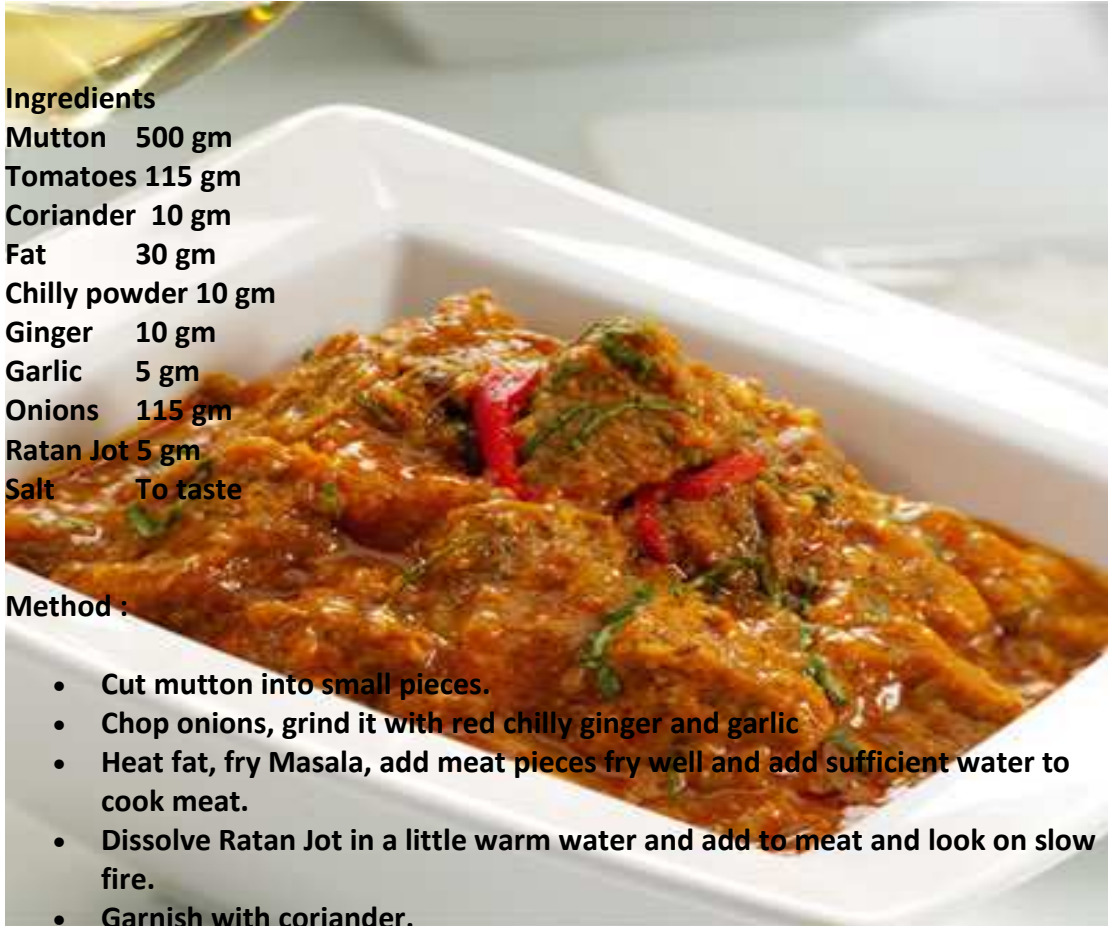 Ingredients
Mutton 500 gm
Tomatoes 115 gm
Coriander 10 gm
Fat 30 gm
Chilly powder 10 gm
Ginger 10 gm
Garlic 5 gm
Onions 115 gm
Ratan Jot 5 gm
Salt To taste
Method :
• Cut mutton into small pieces.
• Chop onions, grind it with red chilly ginger and garlic
• Heat fat, fry Masala, add meat pieces fry well and add sufficient water to
cook meat.
• Dissolve Ratan Jot in a little warm water and add to meat and look on slow
fire.
• Garnish with coriander.